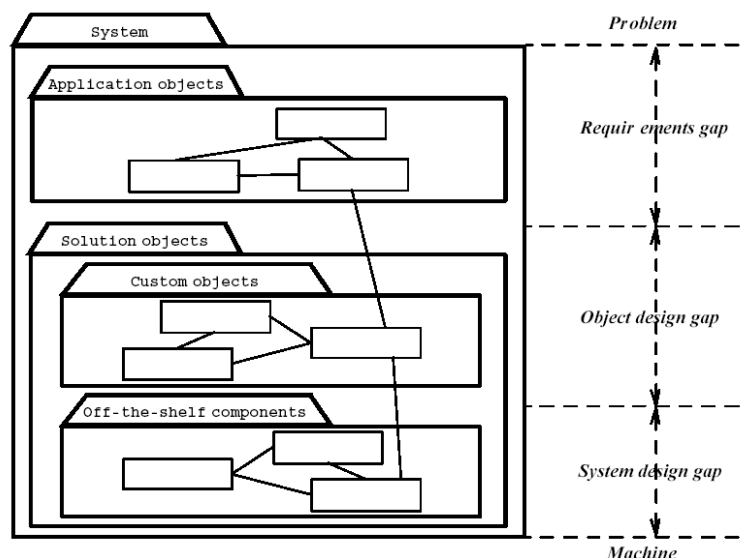 System
Problem
Application objects
Requir ements gap
Solution objects
Custom objects
Object design gap
Off-the-shelf components
System design gap
Machine